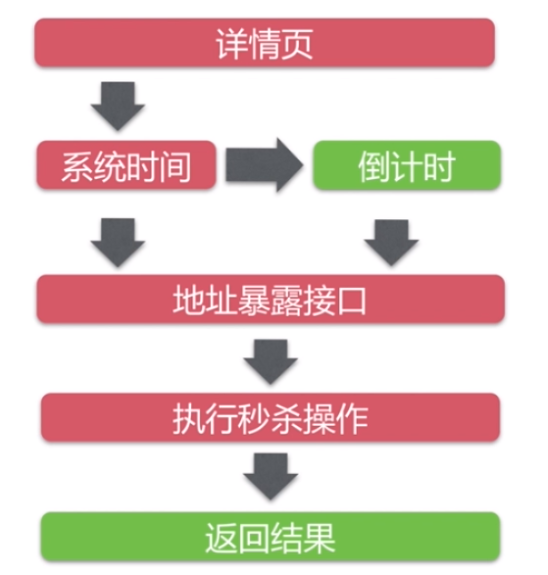 详情页
系统时间
倒计时
地址暴露接口
执行秒杀操作
返回结果